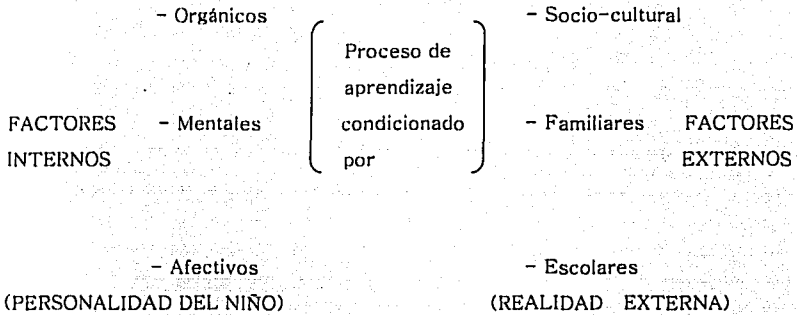 - Orgánicos - Socio-cultural
Proceso de
aprendizaje
FACTORES - Mentales condicionado - Familiares FACTORES
INTERNOS por EXTERNOS
- Afectivos - Escolares
(PERSONALIDAD DEL NIÑO) (REALIDAD EXTERNA)